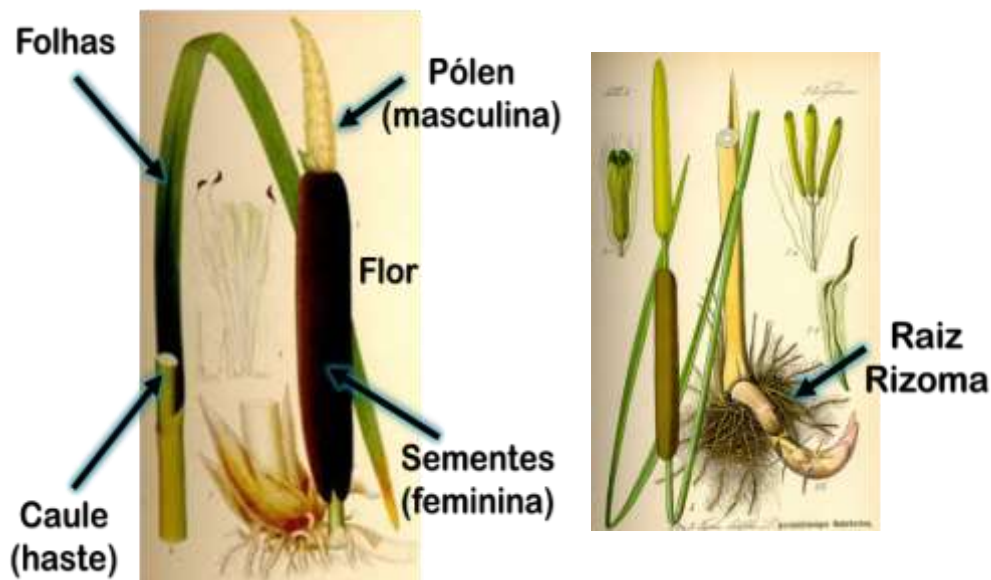 Folhas
Pólen
(masculina)
Flor
Sementes
(feminina)
Caule
(haste)
Raiz
Rizoma